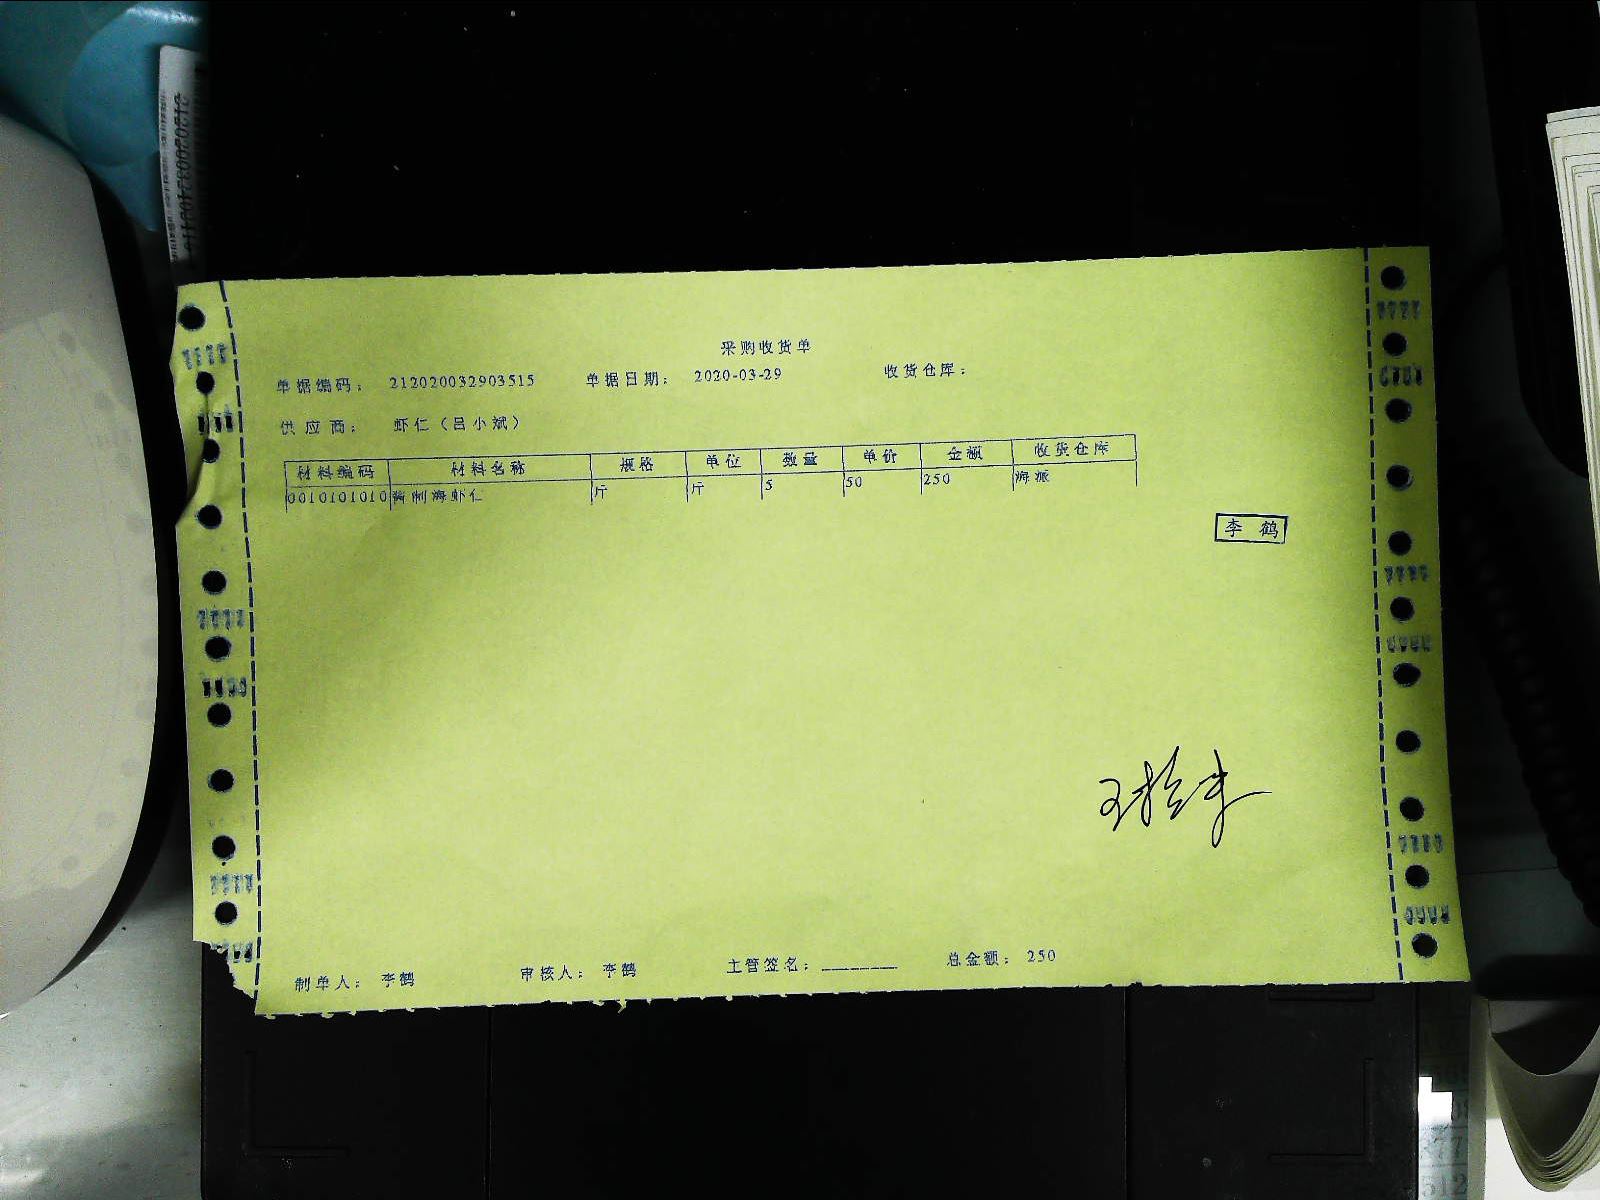 采购收货单
单据编码： 212020032903515 单据日期： 2020-03-29 收货仓库：
供应商： 虾仁（吕小斌）
材料编码 材料名称 规格 单位 数量 单价 金额 收货仓库
0010101010 酱制海虾仁 斤 斤 5 50 250 海派
李鹤
制单人： 李鹤 审核人： 李鹤 主管签名：________ 总金额： 250